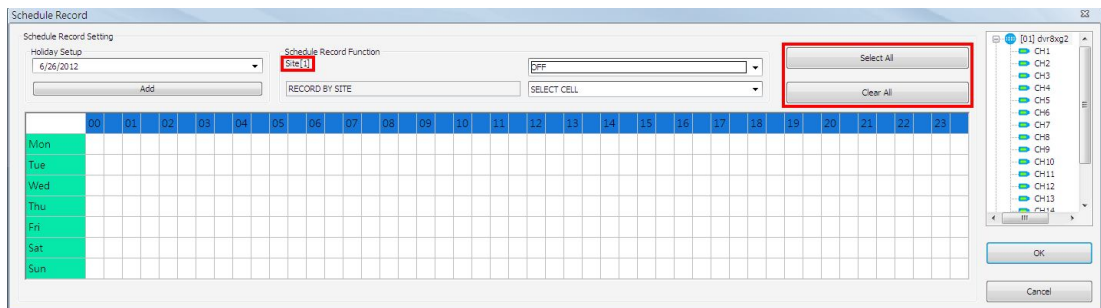 Schedule Record
Schedule Record Setting
Holiday Setup
6/26/2012
Add
Schedule Record Function
Site[1]
OFF
RECORD BY SITE
SELECT CELL
Select All
Clear All
00 01 02 03 04 05 06 07 08 09 10 11 12 13 14 15 16 17 18 19 20 21 22 23
Mon
Tue
Wed
Thu
Fri
Sat
Sun
[01] dvr8xg2
CH1
CH2
CH3
CH4
CH5
CH6
CH7
CH8
CH9
CH10
CH11
CH12
CH13
CH14
OK
Cancel